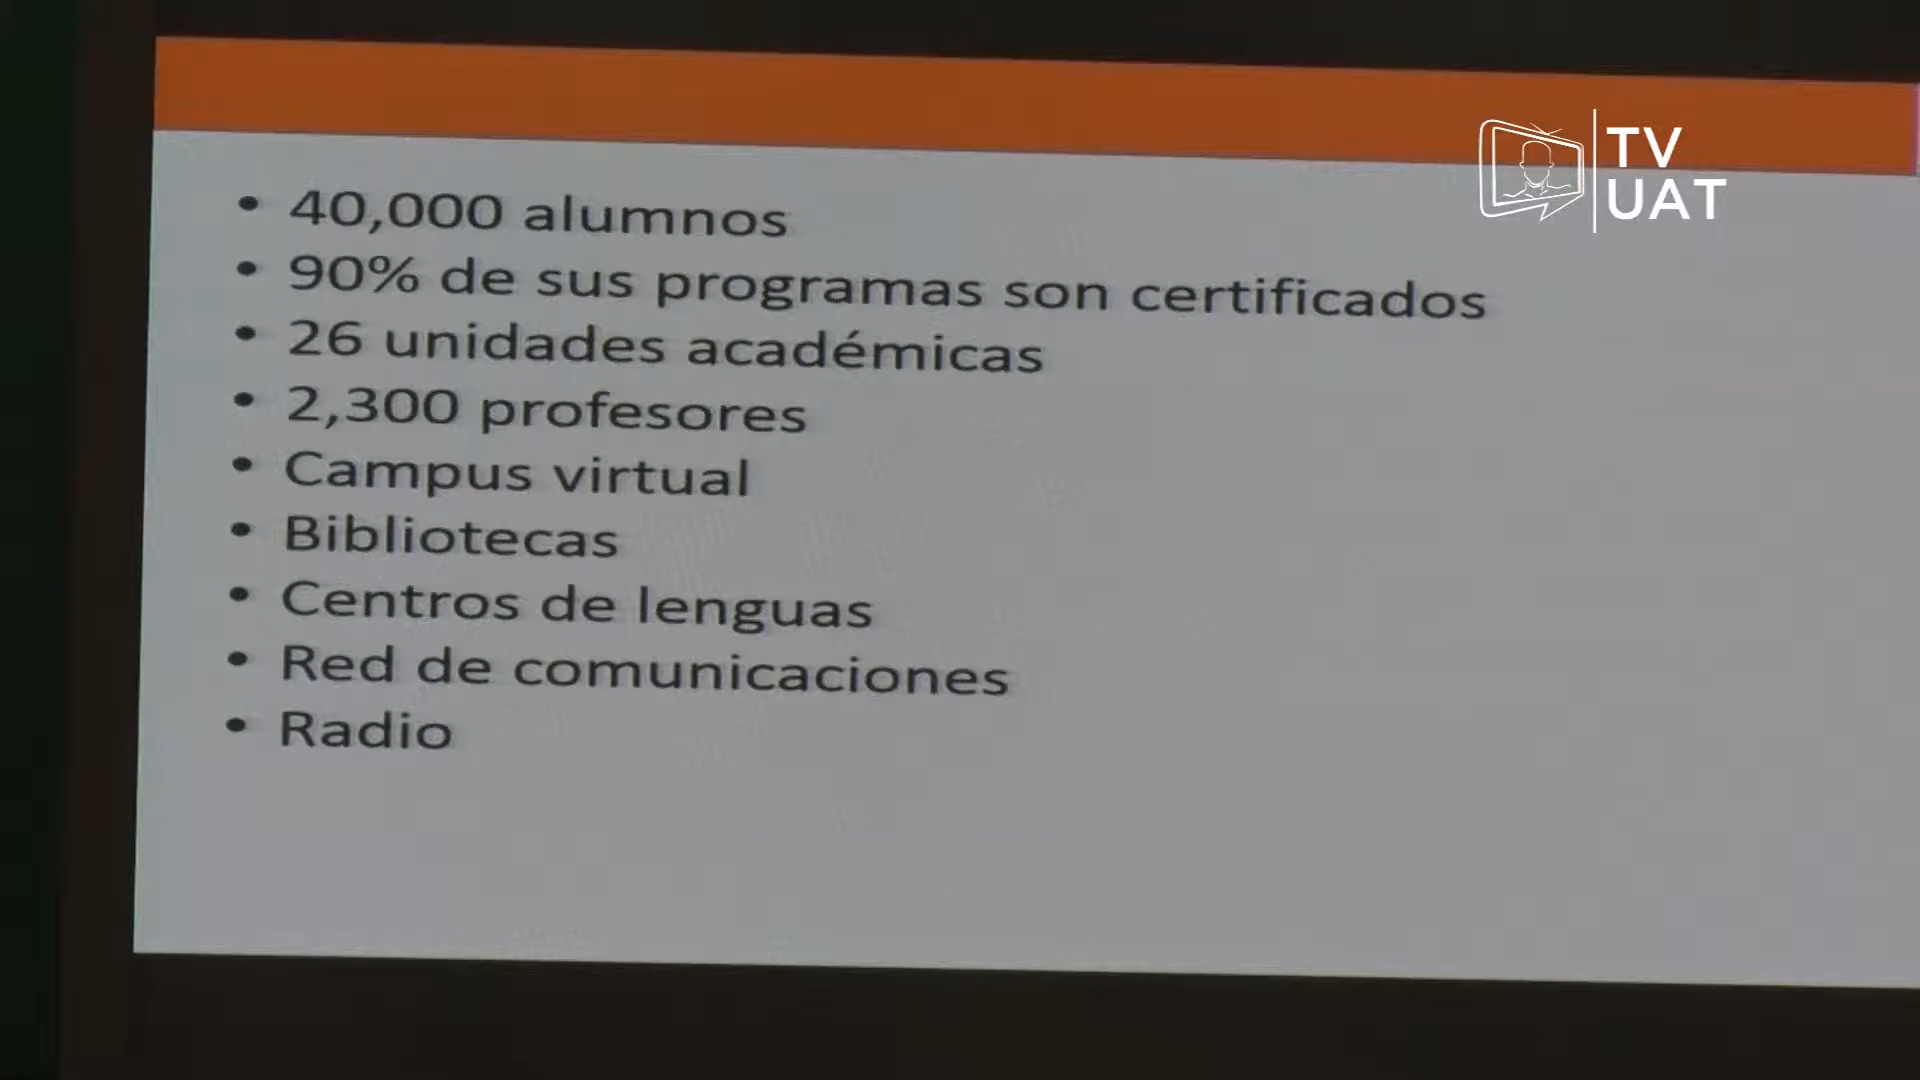 TV
UAT
• 40,000 alumnos
• 90% de sus programas son certificados
• 26 unidades académicas
• 2,300 profesores
• Campus virtual
• Bibliotecas
• Centros de lenguas
• Red de comunicaciones
• Radio